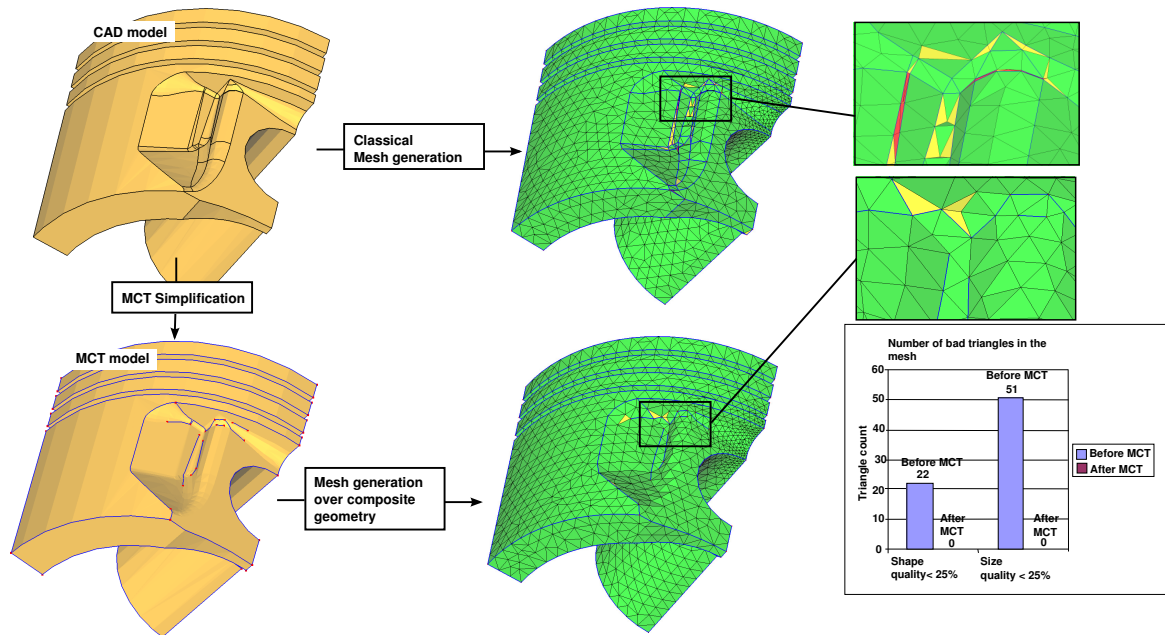 CAD model
Classical
Mesh generation
MCT Simplification
MCT model
Mesh generation
over composite
geometry
Number of bad triangles in the
mesh
Triangle count
60
50
40
30
20
10
0
Before MCT
22
After
MCT
0
Before MCT
51
After
MCT
0
Shape
quality< 25%
Size
quality < 25%
Before MCT
After MCT